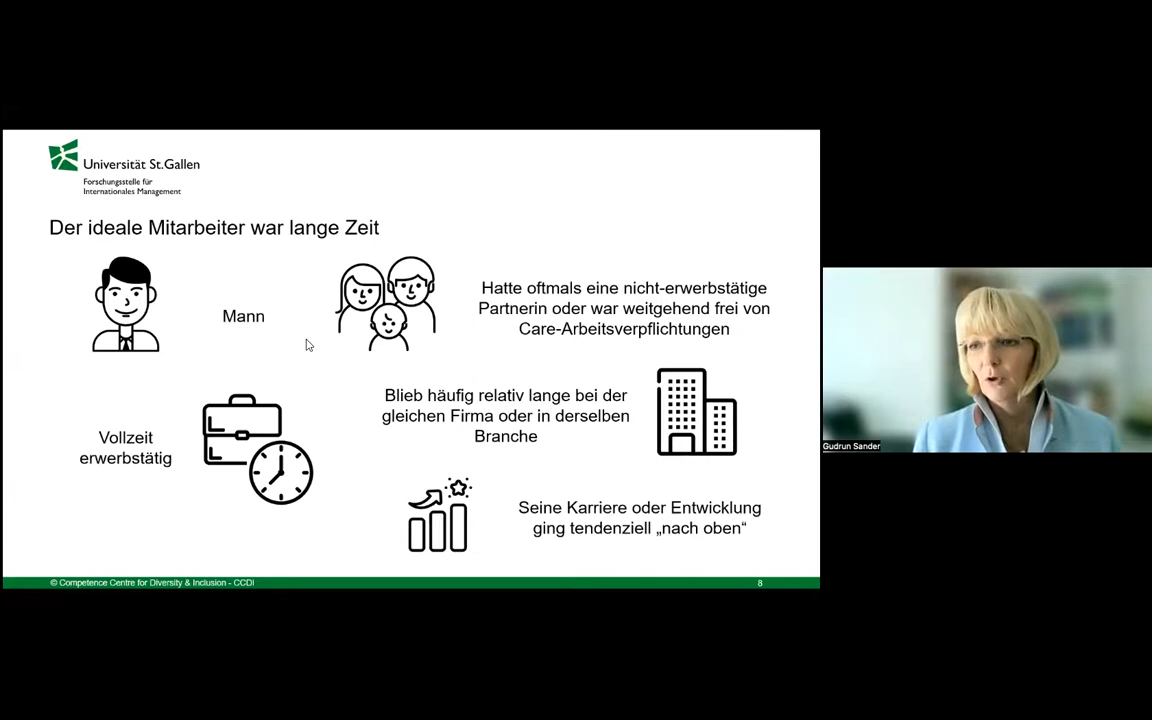 Universität St.Gallen
Forschungsstelle für
Internationales Management
Der ideale Mitarbeiter war lange Zeit
Mann
Hatte oftmals eine nicht-erwerbstätige
Partnerin oder war weitgehend frei von
Care-Arbeitsverpflichtungen
Vollzeit
erwerbstätig
Blieb häufig relativ lange bei der
gleichen Firma oder in derselben
Branche
Seine Karriere oder Entwicklung
ging tendenziell „nach oben“
© Competence Centre for Diversity & Inclusion - CCDI
8
Gudrun Sander